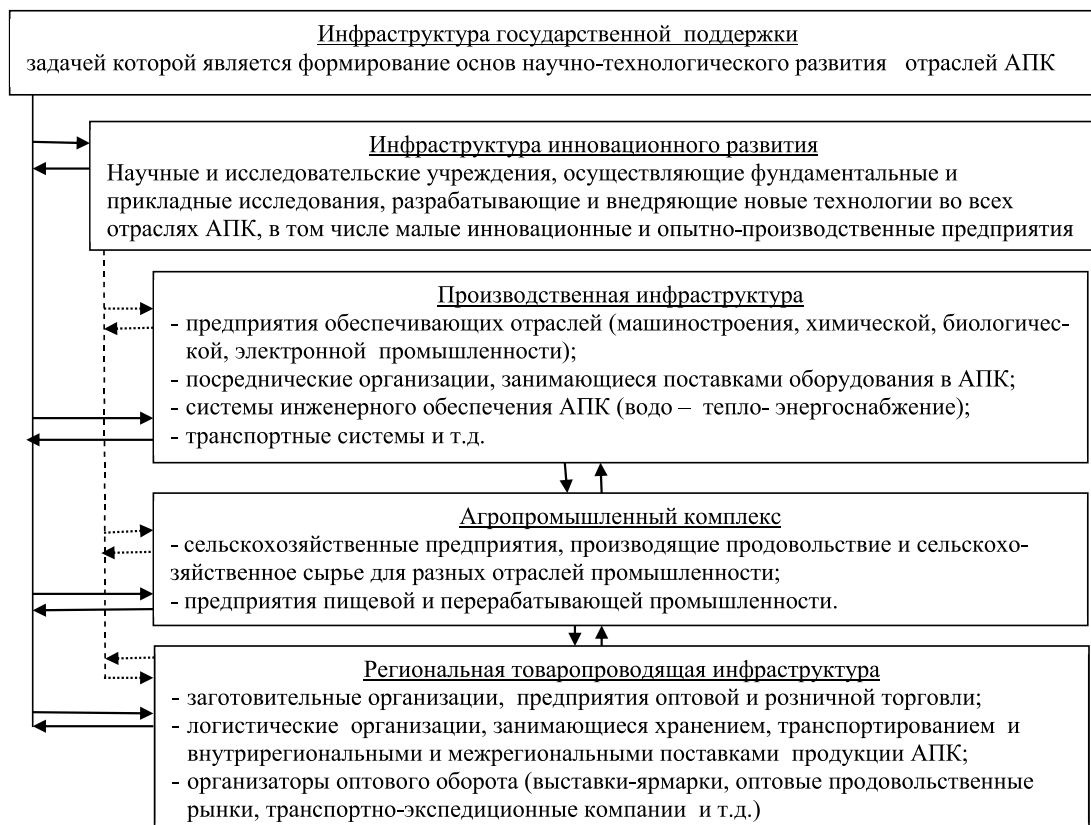 Инфраструктура государственной поддержки
задачей которой является формирование основ научно-технологического развития отраслей АПК
Инфраструктура инновационного развития
Научные и исследовательские учреждения, осуществляющие фундаментальные и
прикладные исследования, разрабатывающие и внедряющие новые технологии во всех
отраслях АПК, в том числе малые инновационные и опытно-производственные предприятия
Производственная инфраструктура
- предприятия обеспечивающих отраслей (машиностроения, химической, биологичес-
кой, электронной промышленности);
- посреднические организации, занимающиеся поставками оборудования в АПК;
- системы инженерного обеспечения АПК (водо – тепло- энергоснабжение);
- транспортные системы и т.д.
Агропромышленный комплекс
- сельскохозяйственные предприятия, производящие продовольствие и сельскохо-
зяйственное сырье для разных отраслей промышленности;
- предприятия пищевой и перерабатывающей промышленности.
Региональная товаропроводящая инфраструктура
- заготовительные организации, предприятия оптовой и розничной торговли;
- логистические организации, занимающиеся хранением, транспортированием и
внутрирегиональными и межрегиональными поставками продукции АПК;
- организаторы оптового оборота (выставки-ярмарки, оптовые продовольственные
рынки, транспортно-экспедиционные компании и т.д.)